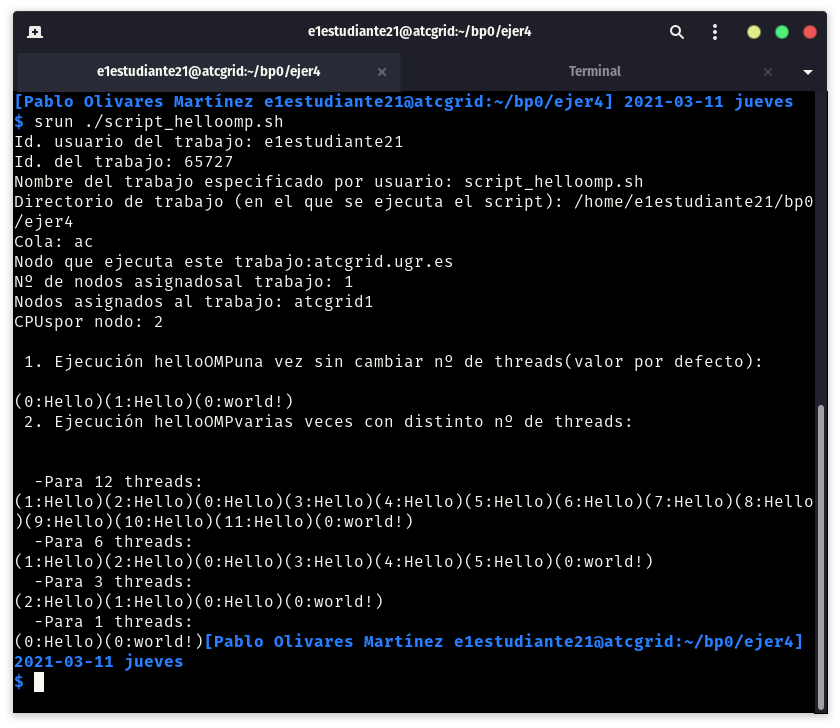 e1estudiante21@atcgrid:~/bp0/ejer4
e1estudiante21@atcgrid:~/bp0/ejer4 Terminal
[Pablo Olivares Martínez e1estudiante21@atcgrid:~/bp0/ejer4] 2021-03-11 jueves
$ srun ./script_helloomp.sh
Id. usuario del trabajo: e1estudiante21
Id. del trabajo: 65727
Nombre del trabajo especificado por usuario: script_helloomp.sh
Directorio de trabajo (en el que se ejecuta el script): /home/e1estudiante21/bp0
/ejer4
Cola: ac
Nodo que ejecuta este trabajo:atcgrid.ugr.es
Nº de nodos asignadosal trabajo: 1
Nodos asignados al trabajo: atcgrid1
CPUspor nodo: 2
1. Ejecución helloOMPuna vez sin cambiar nº de threads(valor por defecto):
(0:Hello)(1:Hello)(0:world!)
2. Ejecución helloOMPvarias veces con distinto nº de threads:
-Para 12 threads:
(1:Hello)(2:Hello)(0:Hello)(3:Hello)(4:Hello)(5:Hello)(6:Hello)(7:Hello)(8:Hello
)(9:Hello)(10:Hello)(11:Hello)(0:world!)
-Para 6 threads:
(1:Hello)(2:Hello)(0:Hello)(3:Hello)(4:Hello)(5:Hello)(0:world!)
-Para 3 threads:
(2:Hello)(1:Hello)(0:Hello)(0:world!)
-Para 1 threads:
(0:Hello)(0:world!)[Pablo Olivares Martínez e1estudiante21@atcgrid:~/bp0/ejer4]
2021-03-11 jueves
$